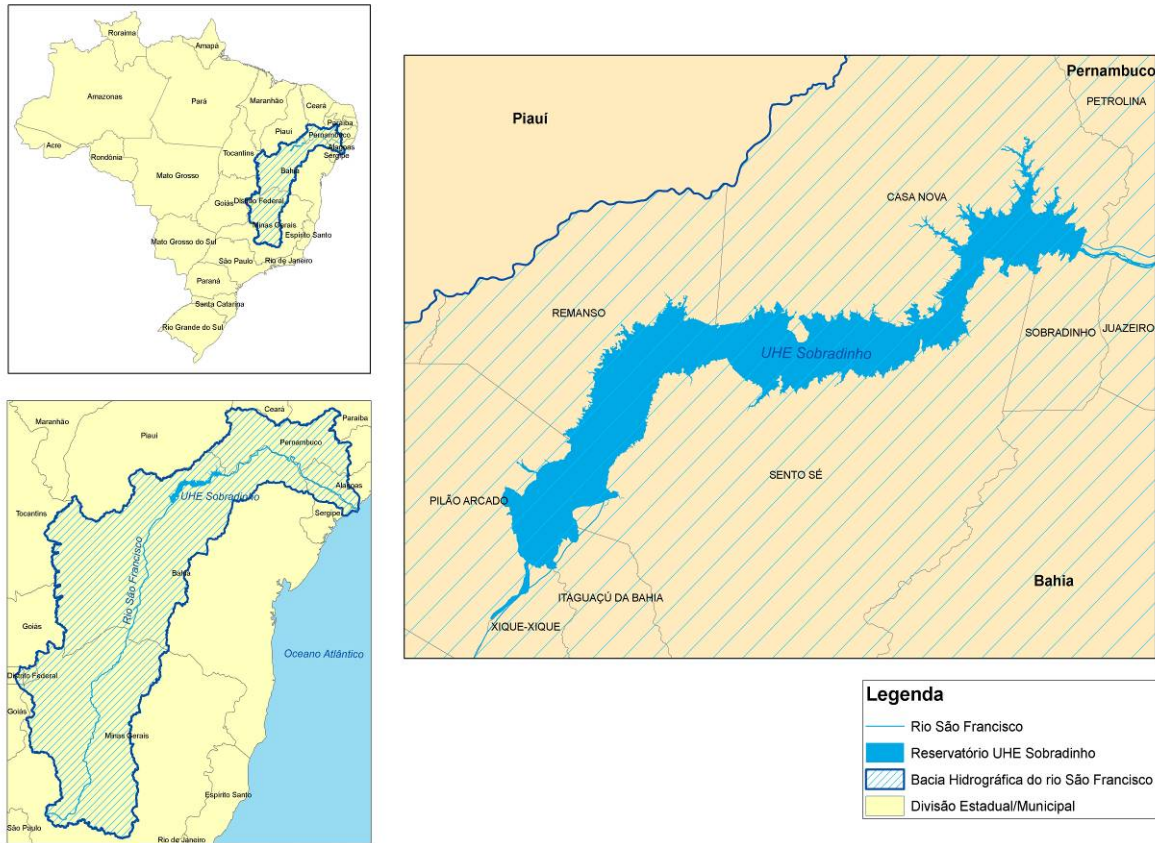 Roraima
Amapá
Amazonas
Pará
Maranhão
Ceará
Paraíba
Piauí
Pernambuco
Alagoas
Sergipe
Acre
Rondônia
Tocantins
Mato Grosso
Bahia
Goiás
Distrito Federal
Minas Gerais
Espírito Santo
Mato Grosso do Sul
São Paulo
Rio de Janeiro
Paraná
Santa Catarina
Rio Grande do Sul
Pernambuco
PETROLINA
Piauí
CASA NOVA
REMANSO
SOBRADINHO
JUAZEIRO
UHE Sobradinho
SENTO SÉ
PILÃO ARCADO
Bahia
ITAGUAÇÚ DA BAHIA
XIQUE-XIQUE
Maranhão
Ceará
Paraíba
Piauí
Pernambuco
UHE Sobradinho
Alagoas
Tocantins
Sergipe
Rio São Francisco
Bahia
Goiás
Oceano Atlântico
Distrito Federal
Goiás
Minas Gerais
Espírito Santo
São Paulo
Rio de Janeiro
Legenda
Rio São Francisco
Reservatório UHE Sobradinho
Bacia Hidrográfica do rio São Francisco
Divisão Estadual/Municipal